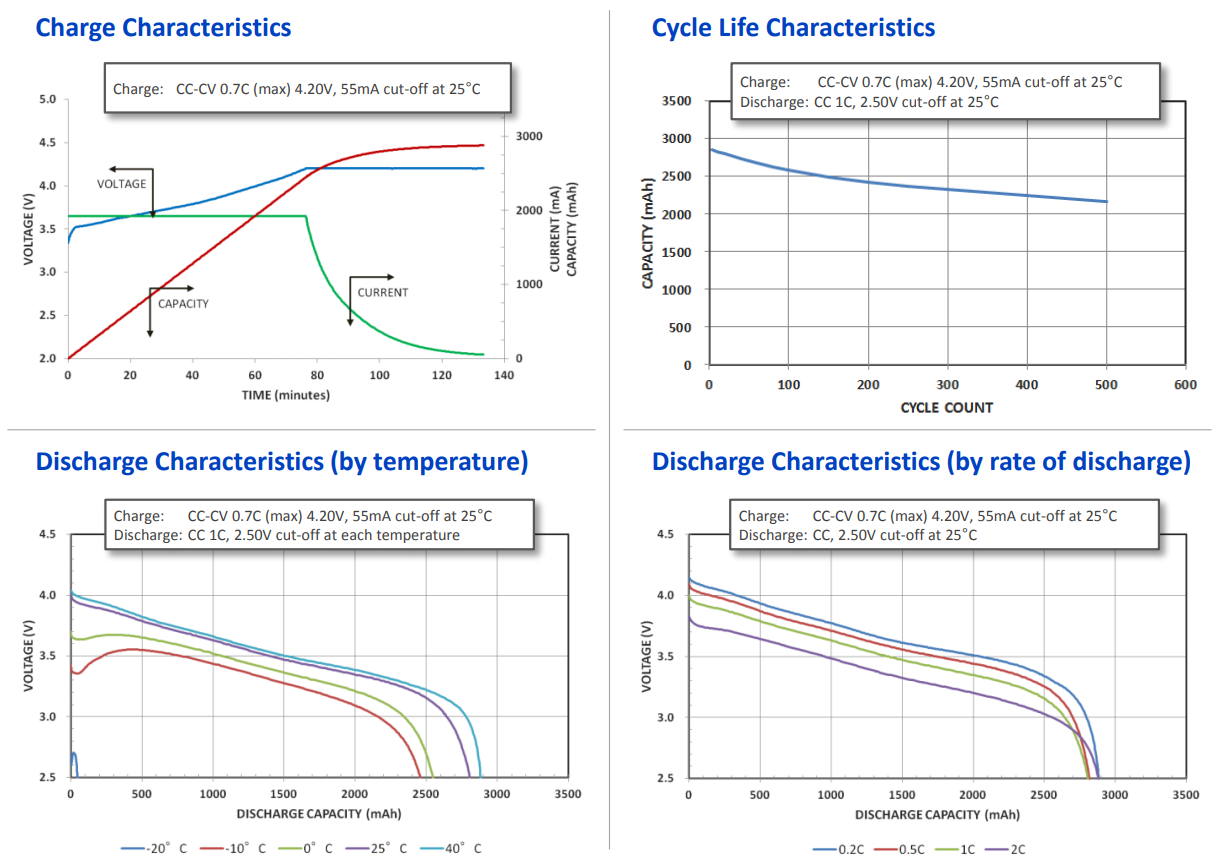 Charge Characteristics
Charge: CC-CV 0.7C (max) 4.20V, 55mA cut-off at 25°C
5.0
4.5
4.0
3.5
3.0
2.5
2.0
VOLTAGE (V)
VOLTAGE
CAPACITY
CURRENT
3000
2000
1000
0
CURRENT (mA)
CAPACITY (mAh)
0 20 40 60 80 100 120 140
TIME (minutes)
Cycle Life Characteristics
Charge: CC-CV 0.7C (max) 4.20V, 55mA cut-off at 25°C
Discharge: CC 1C, 2.50V cut-off at 25°C
3500
3000
2500
2000
1500
1000
500
0
CAPACITY (mAh)
0 100 200 300 400 500 600
CYCLE COUNT
Discharge Characteristics (by temperature)
Charge: CC-CV 0.7C (max) 4.20V, 55mA cut-off at 25°C
Discharge: CC 1C, 2.50V cut-off at each temperature
4.5
4.0
3.5
3.0
2.5
VOLTAGE (V)
0 500 1000 1500 2000 2500 3000 3500
DISCHARGE CAPACITY (mAh)
-20° C -10° C 0° C 25° C 40° C
Discharge Characteristics (by rate of discharge)
Charge: CC-CV 0.7C (max) 4.20V, 55mA cut-off at 25°C
Discharge: CC, 2.50V cut-off at 25°C
4.5
4.0
3.5
3.0
2.5
VOLTAGE (V)
0 500 1000 1500 2000 2500 3000 3500
DISCHARGE CAPACITY (mAh)
0.2C 0.5C 1C 2C